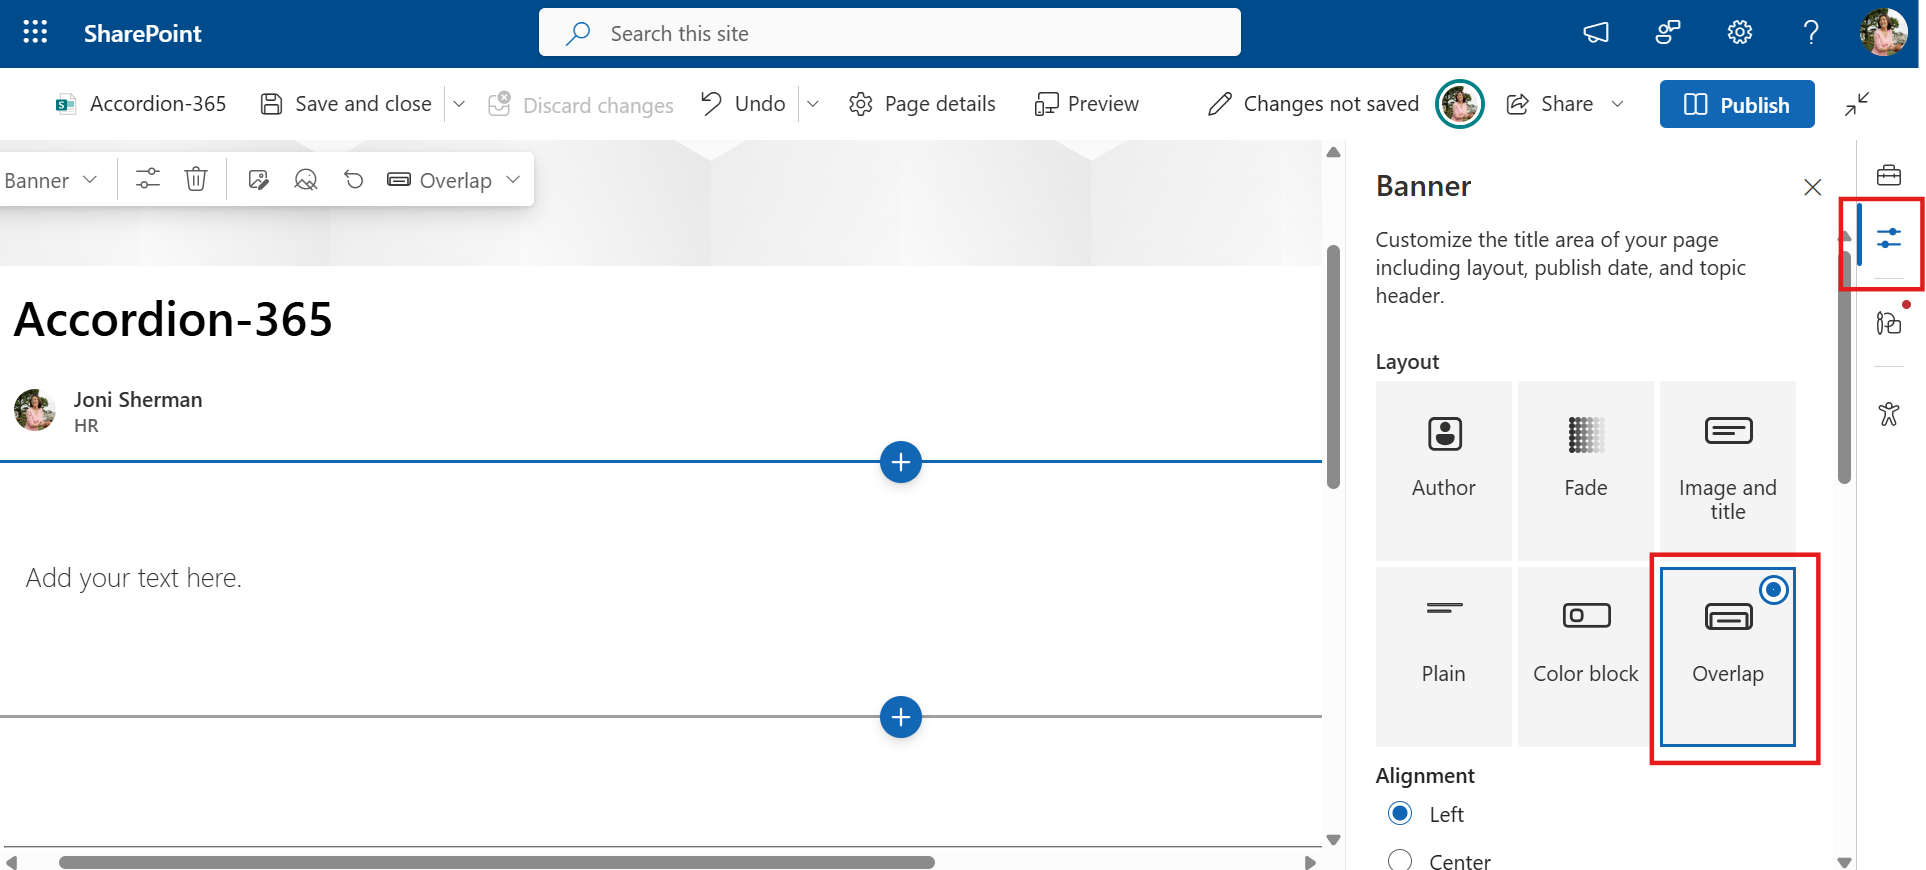 SharePoint
Search this site
Accordion-365
Save and close
Discard changes
Undo
Page details
Preview
Changes not saved
Share
Publish
Banner
Overlap
Accordion-365
Joni Sherman
HR
Add your text here.
Banner
Customize the title area of your page
including layout, publish date, and topic
header.
Layout
Author
Fade
Image and
title
Plain
Color block
Overlap
Alignment
Left
Center